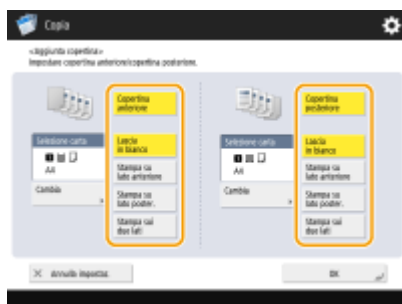 Copia
<Aggiunta copertina>
Impostare copertina anteriore/copertina posteriore.
Copertina
anteriore
Selezione carta
A4
Cambia
Lascia
in bianco
Stampa su
lato anteriore
Stampa su
lato poster.
Stampa sui
due lati
Copertina
posteriore
Selezione carta
A4
Cambia
Lascia
in bianco
Stampa su
lato anteriore
Stampa su
lato poster.
Stampa sui
due lati
Annulla impostaz.
OK